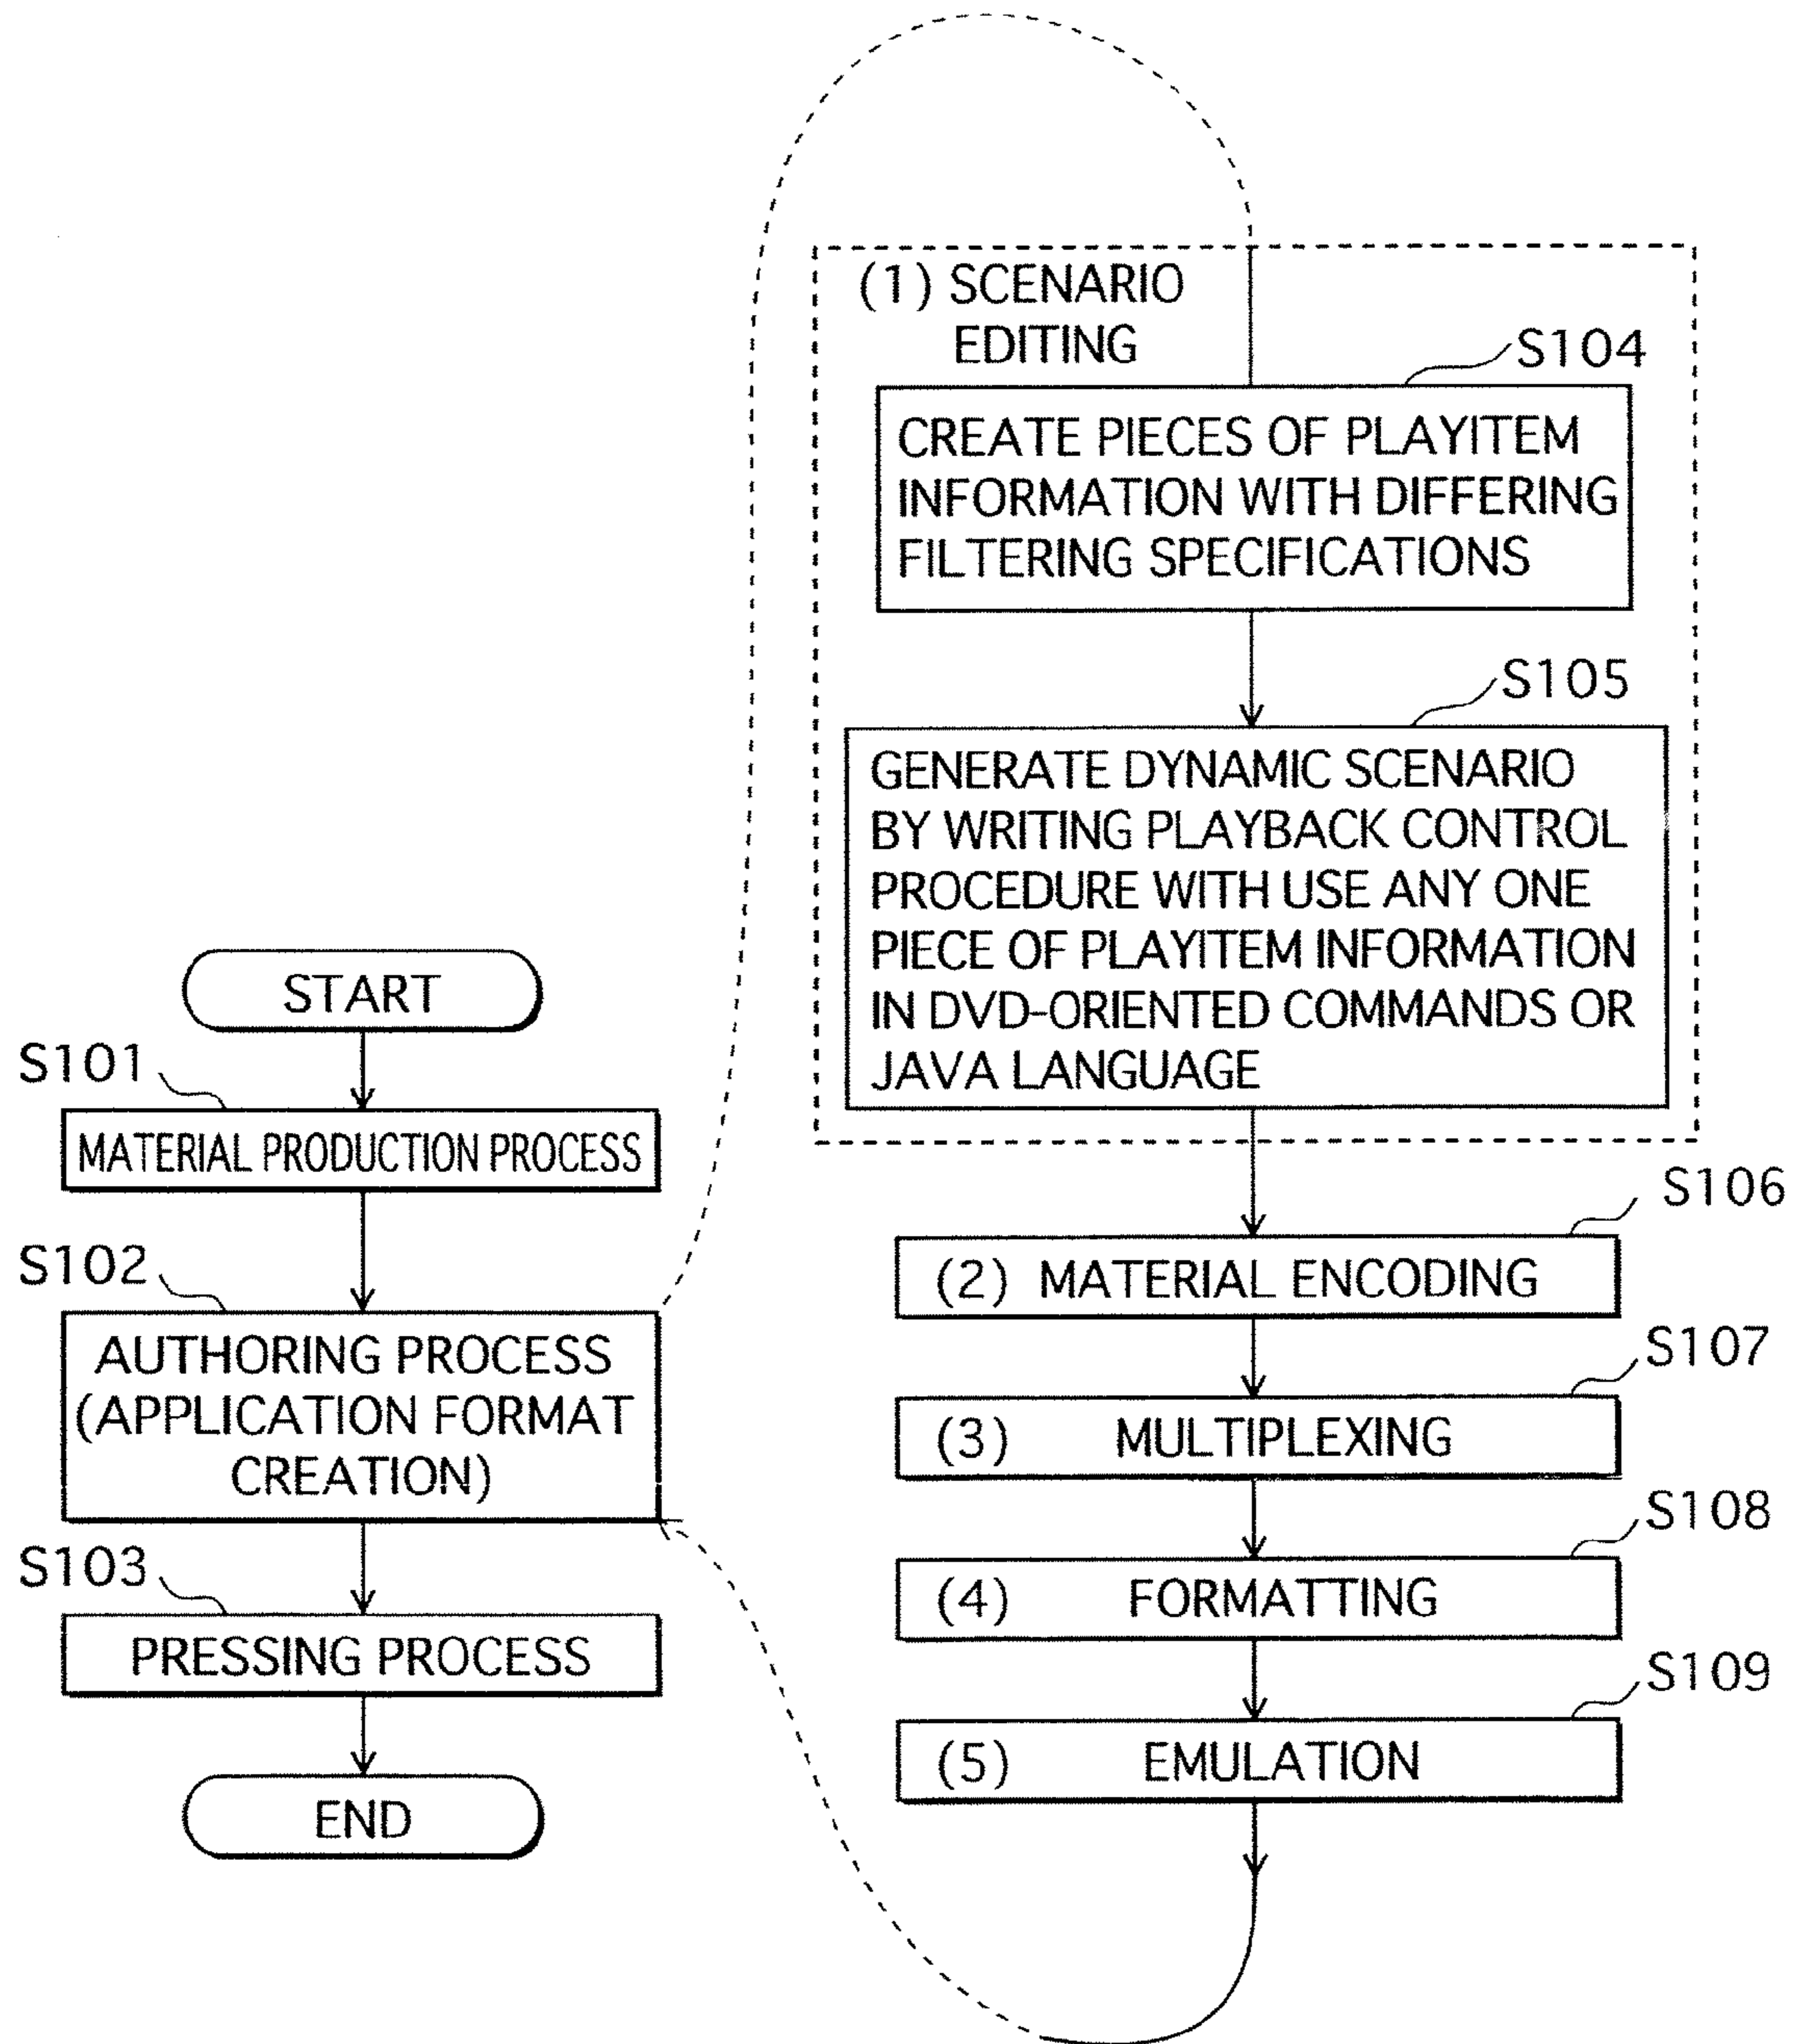 START
S101
MATERIAL PRODUCTION PROCESS
S102
AUTHORING PROCESS
(APPLICATION FORMAT
CREATION)
S103
PRESSING PROCESS
END
(1) SCENARIO
EDITING
S104
CREATE PIECES OF PLAYITEM
INFORMATION WITH DIFFERING
FILTERING SPECIFICATIONS
S105
GENERATE DYNAMIC SCENARIO
BY WRITING PLAYBACK CONTROL
PROCEDURE WITH USE ANY ONE
PIECE OF PLAYITEM INFORMATION
IN DVD-ORIENTED COMMANDS OR
JAVA LANGUAGE
S106
(2) MATERIAL ENCODING
S107
(3) MULTIPLEXING
S108
(4) FORMATTING
S109
(5) EMULATION